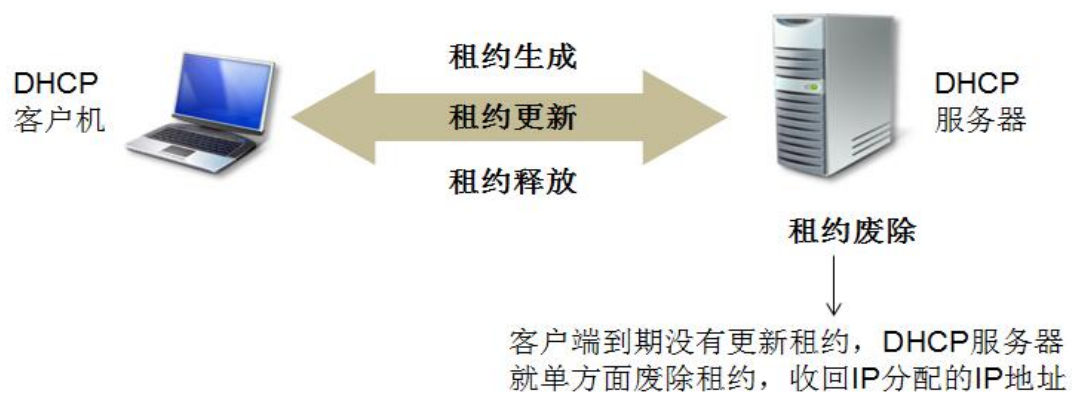 DHCP
客户机
租约生成
租约更新
租约释放
DHCP
服务器
租约废除
客户端到期没有更新租约，DHCP服务器
就单方面废除租约，收回IP分配的IP地址